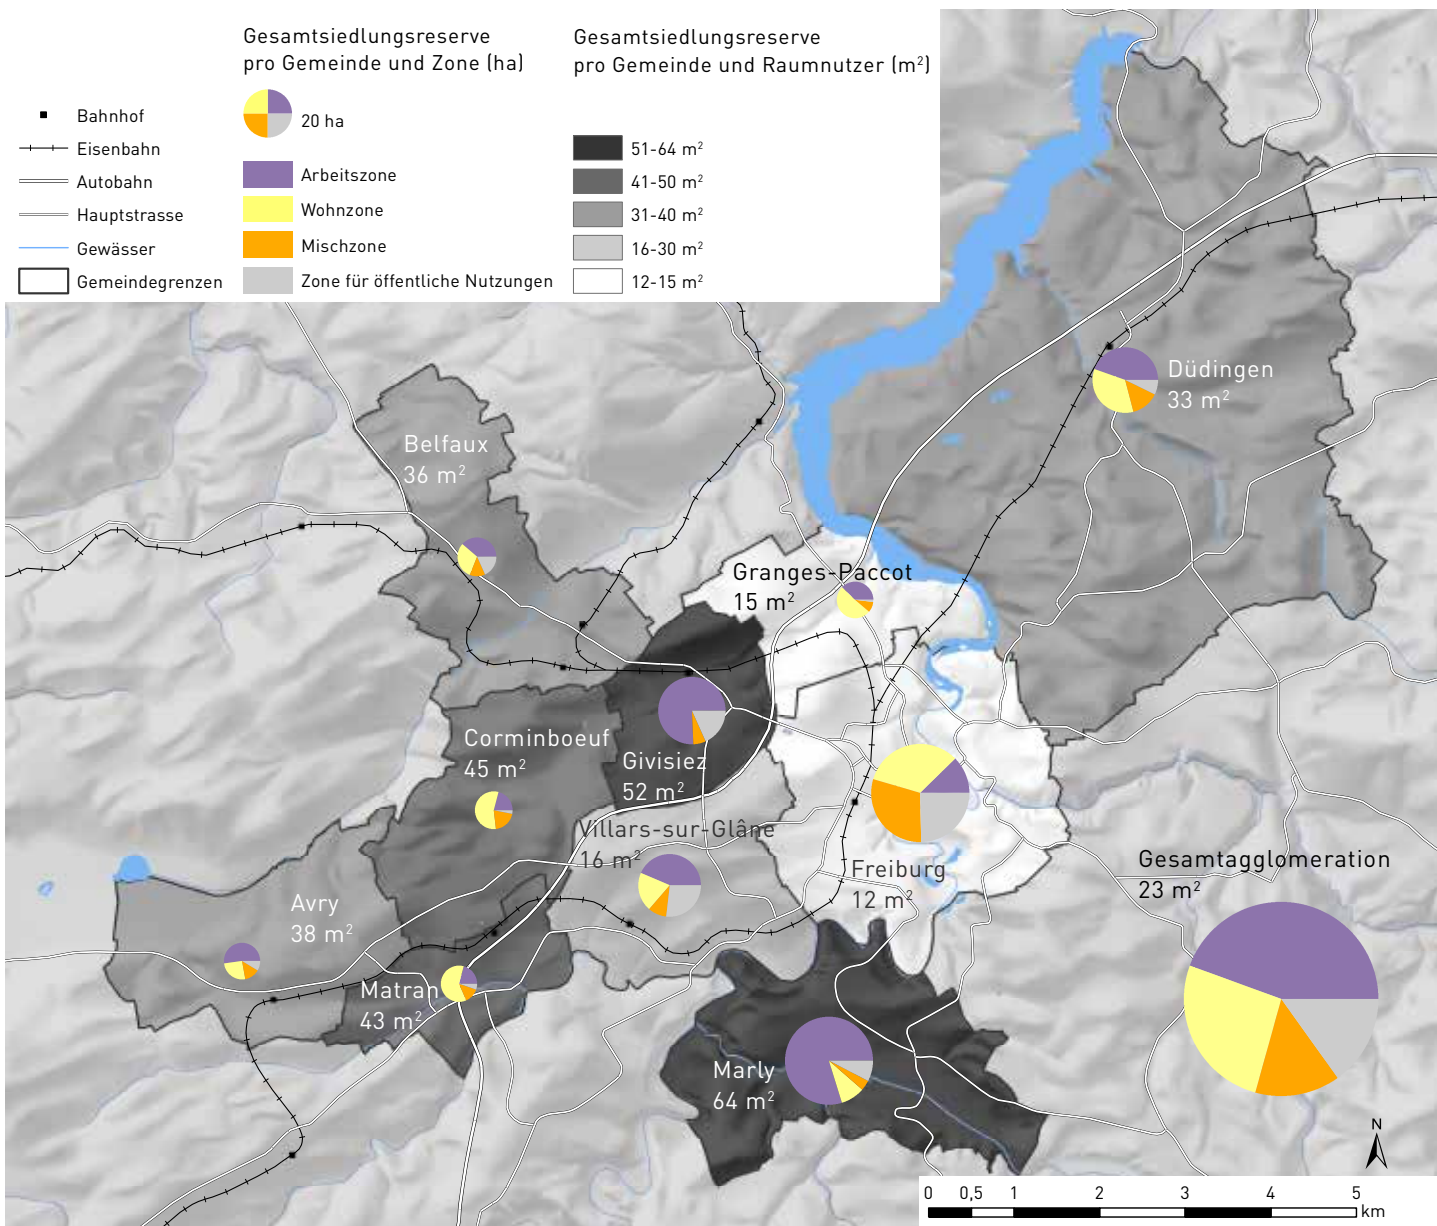 Gesamtsiedlungsreserve
pro Gemeinde und Zone (ha)
20 ha
Gesamtsiedlungsreserve
pro Gemeinde und Raumnutzer (m²)
Bahnhof
Eisenbahn
Autobahn
Hauptstrasse
Gewässer
Gemeindegrenzen
Arbeitszone
Wohnzone
Mischzone
Zone für öffentliche Nutzungen
51-64 m²
41-50 m²
31-40 m²
16-30 m²
12-15 m²
Düdingen
33 m²
Belfaux
36 m²
Granges-Paccot
15 m²
Corminboeuf
45 m²
Givisiez
52 m²
Villars-sur-Glâne
16 m²
Freiburg
12 m²
Gesamtagglomeration
23 m²
Avry
38 m²
Matran
43 m²
Marly
64 m²
N
0 0,5 1 2 3 4 5
km